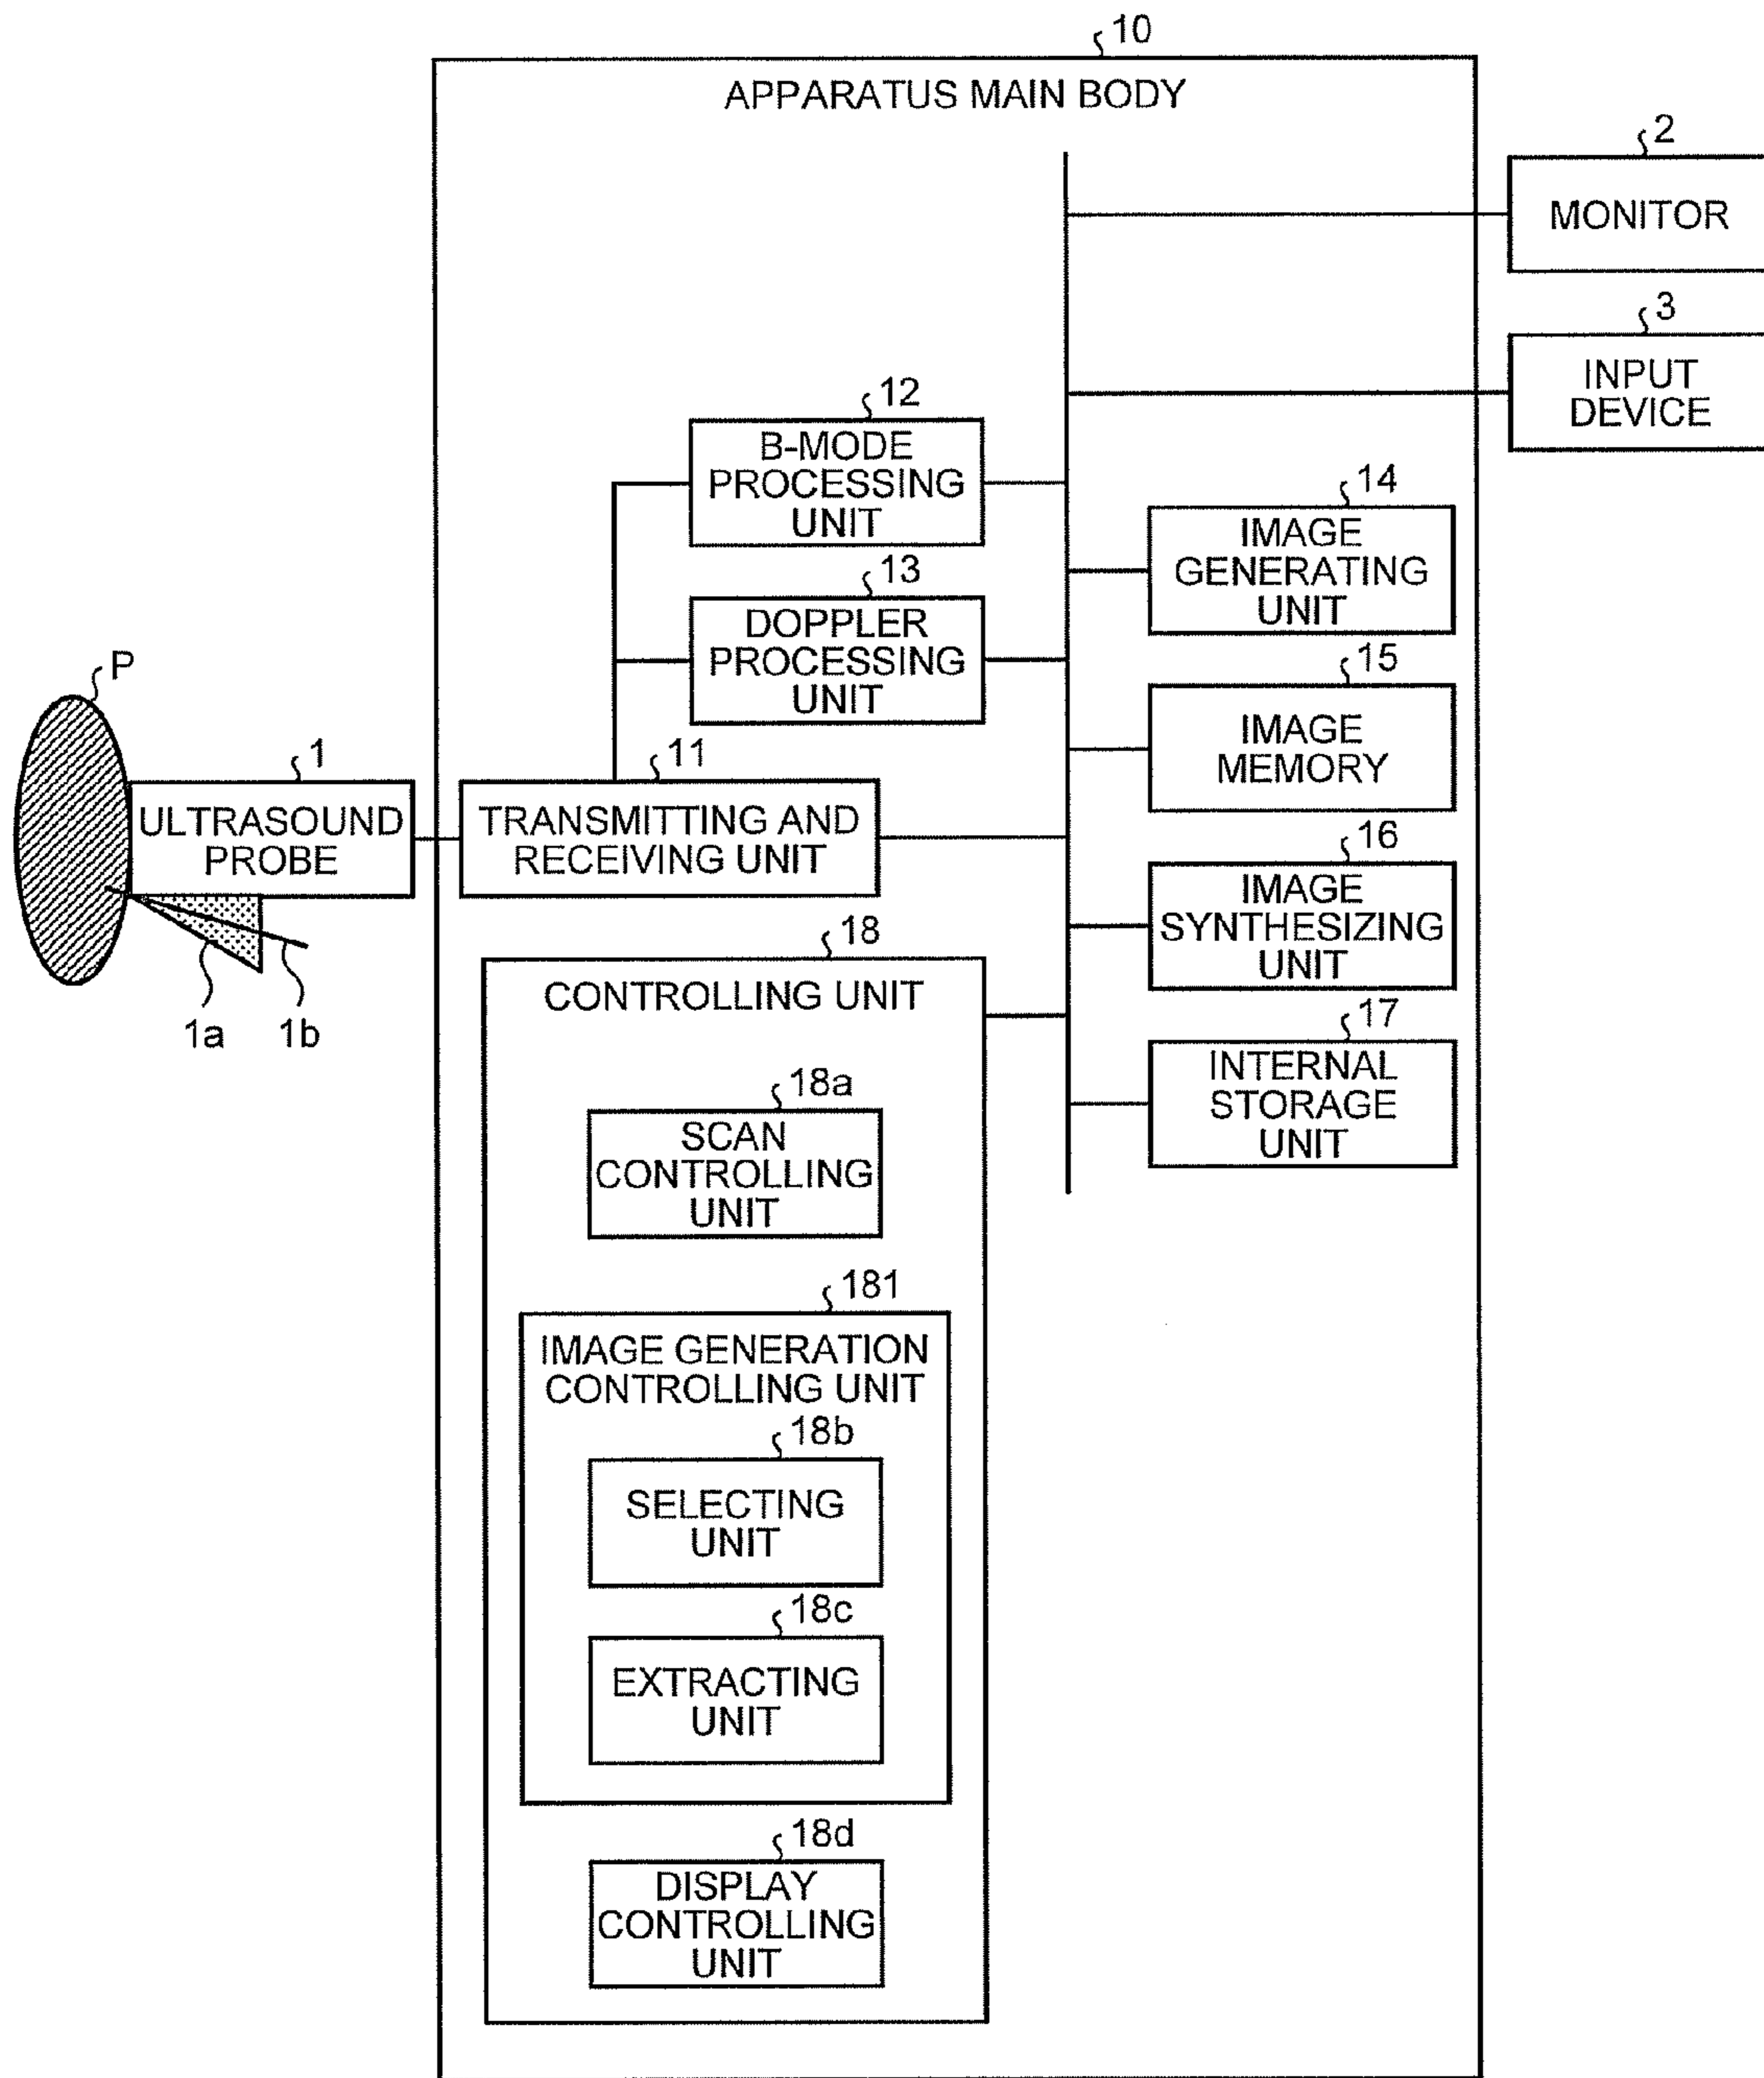 10
APPARATUS MAIN BODY
2
MONITOR
3
INPUT
DEVICE
12
B-MODE
PROCESSING
UNIT
14
IMAGE
GENERATING
UNIT
13
DOPPLER
PROCESSING
UNIT
P
15
IMAGE
MEMORY
1
ULTRASOUND
PROBE
11
TRANSMITTING AND
RECEIVING UNIT
16
IMAGE
SYNTHESIZING
UNIT
1a
1b
18
CONTROLLING UNIT
17
INTERNAL
STORAGE
UNIT
18a
SCAN
CONTROLLING
UNIT
181
IMAGE GENERATION
CONTROLLING UNIT
18b
SELECTING
UNIT
18c
EXTRACTING
UNIT
18d
DISPLAY
CONTROLLING
UNIT